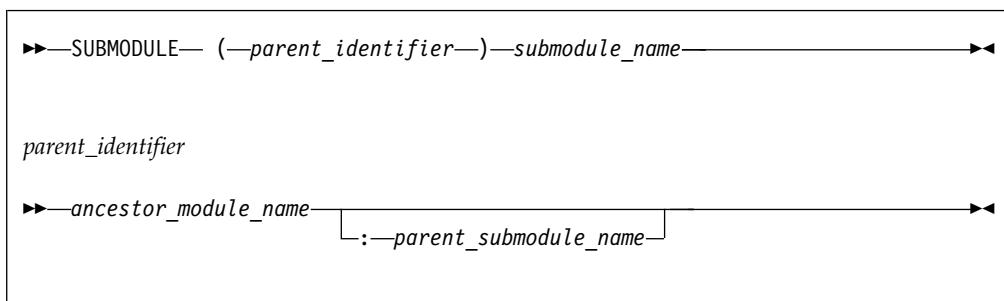 SUBMODULE ( parent_identifier ) submodule_name
parent_identifier
ancestor_module_name
: parent_submodule_name